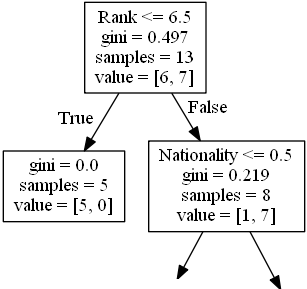 Rank <= 6.5
gini = 0.497
samples = 13
value = [6, 7]
True
False
gini = 0.0
samples = 5
value = [5, 0]
Nationality <= 0.5
gini = 0.219
samples = 8
value = [1, 7]